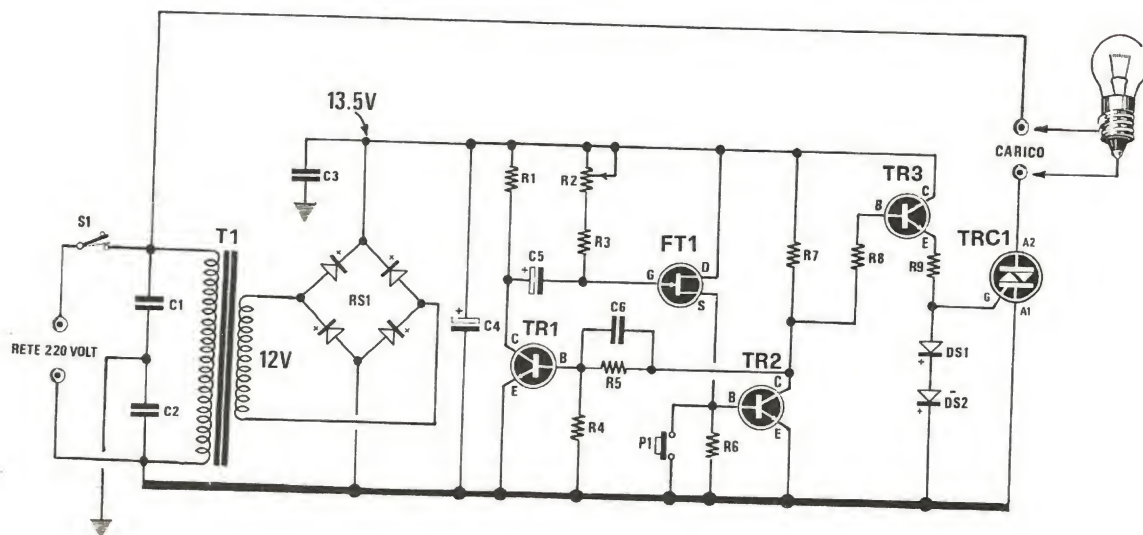 13.5V
C3
S1
T1
C1
RETE 220 VOLT
C2
12V
RS1
C4
R1
R2
R3
C5
FT1
G
D
S
C6
TR1
C
B
E
R5
R4
TR2
B
C
E
P1
R6
R7
R8
TR3
B
C
E
R9
CARICO
TRC1
A2
G
A1
DS1
DS2